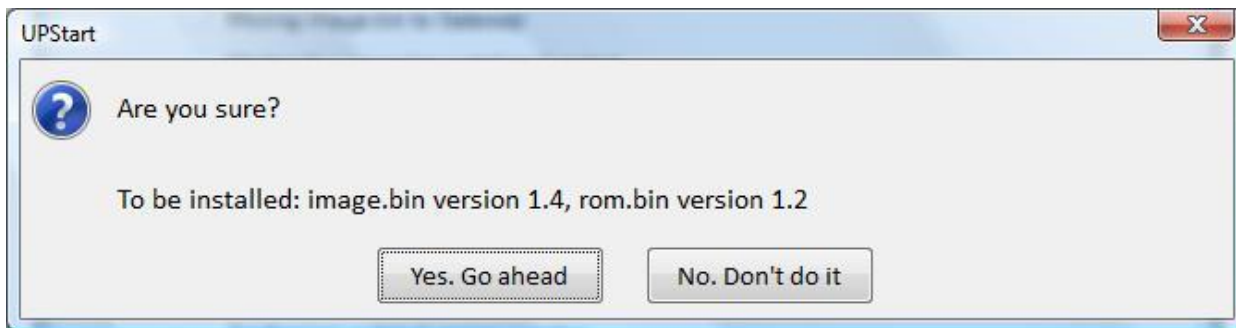 UPStart
Are you sure?
To be installed: image.bin version 1.4, rom.bin version 1.2
Yes. Go ahead
No. Don't do it